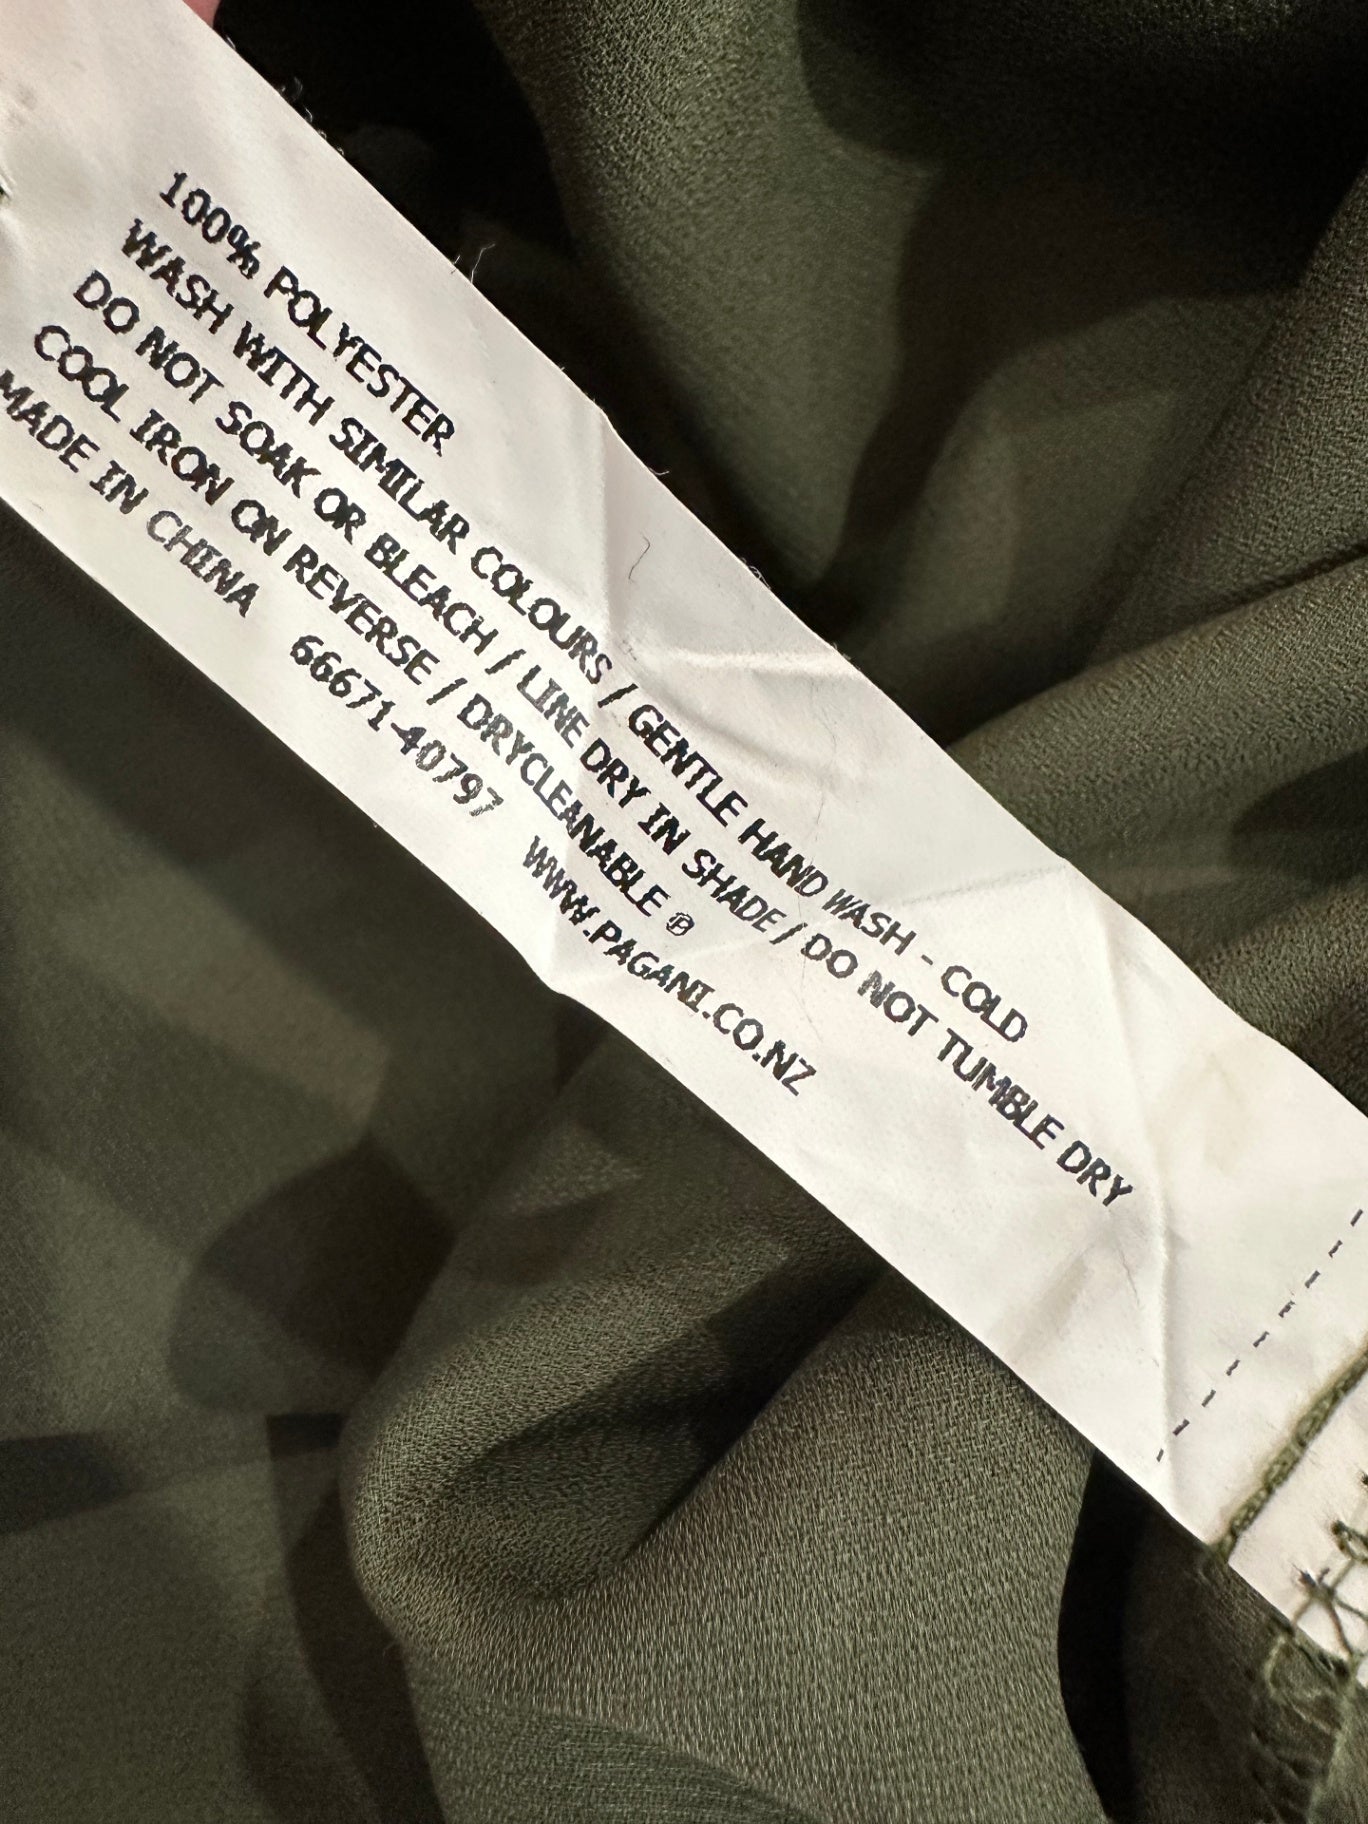 100% POLYESTER
WASH WITH SIMILAR COLOURS / GENTLE HAND WASH - COLD
DO NOT SOAK OR BLEACH / LINE DRY IN SHADE / DO NOT TUMBLE DRY
COOL IRON ON REVERSE / DRYCLEANABLE Ⓟ
MADE IN CHINA 66671-40797 WWW.PAGANI.CO.NZ